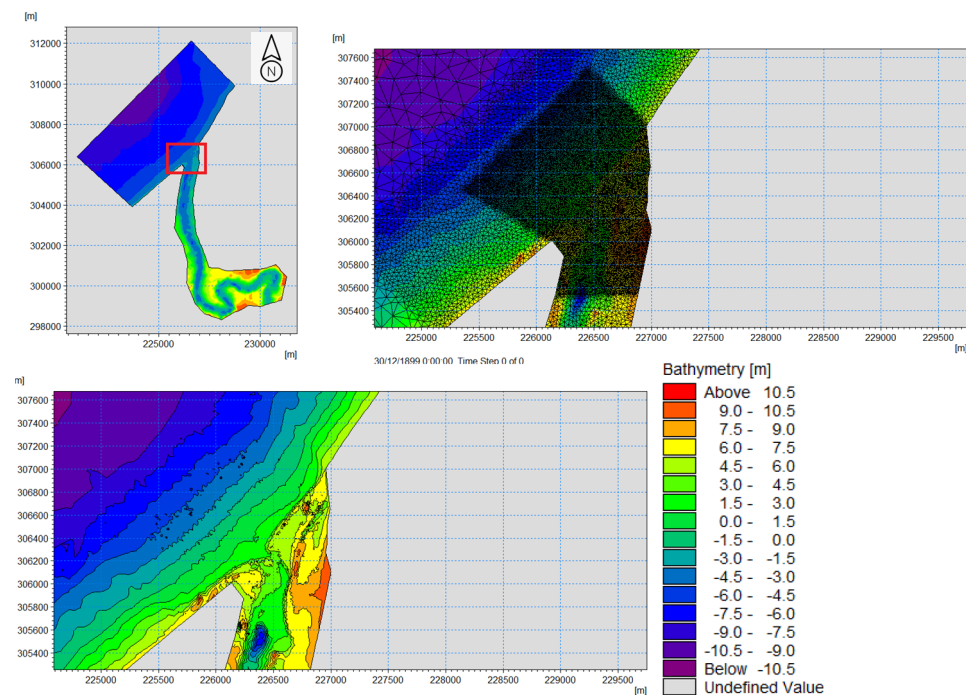 [m]
312000
310000
308000
306000
304000
302000
300000
298000
225000
230000
[m]
N
[m]
307600
307400
307200
307000
306800
306600
306400
306200
306000
305800
305600
305400
225000
225500
226000
226500
227000
227500
228000
228500
229000
229500
[m]
30/12/1899 0:00:00 Time Step 0 of 0
m]
307600
307400
307200
307000
306800
306600
306400
306200
306000
305800
305600
305400
225000
225500
226000
226500
227000
227500
228000
228500
229000
229500
[m]
Bathymetry [m]
Above 10.5
9.0 - 10.5
7.5 - 9.0
6.0 - 7.5
4.5 - 6.0
3.0 - 4.5
1.5 - 3.0
0.0 - 1.5
-1.5 - 0.0
-3.0 - -1.5
-4.5 - -3.0
-6.0 - -4.5
-7.5 - -6.0
-9.0 - -7.5
-10.5 - -9.0
Below -10.5
Undefined Value